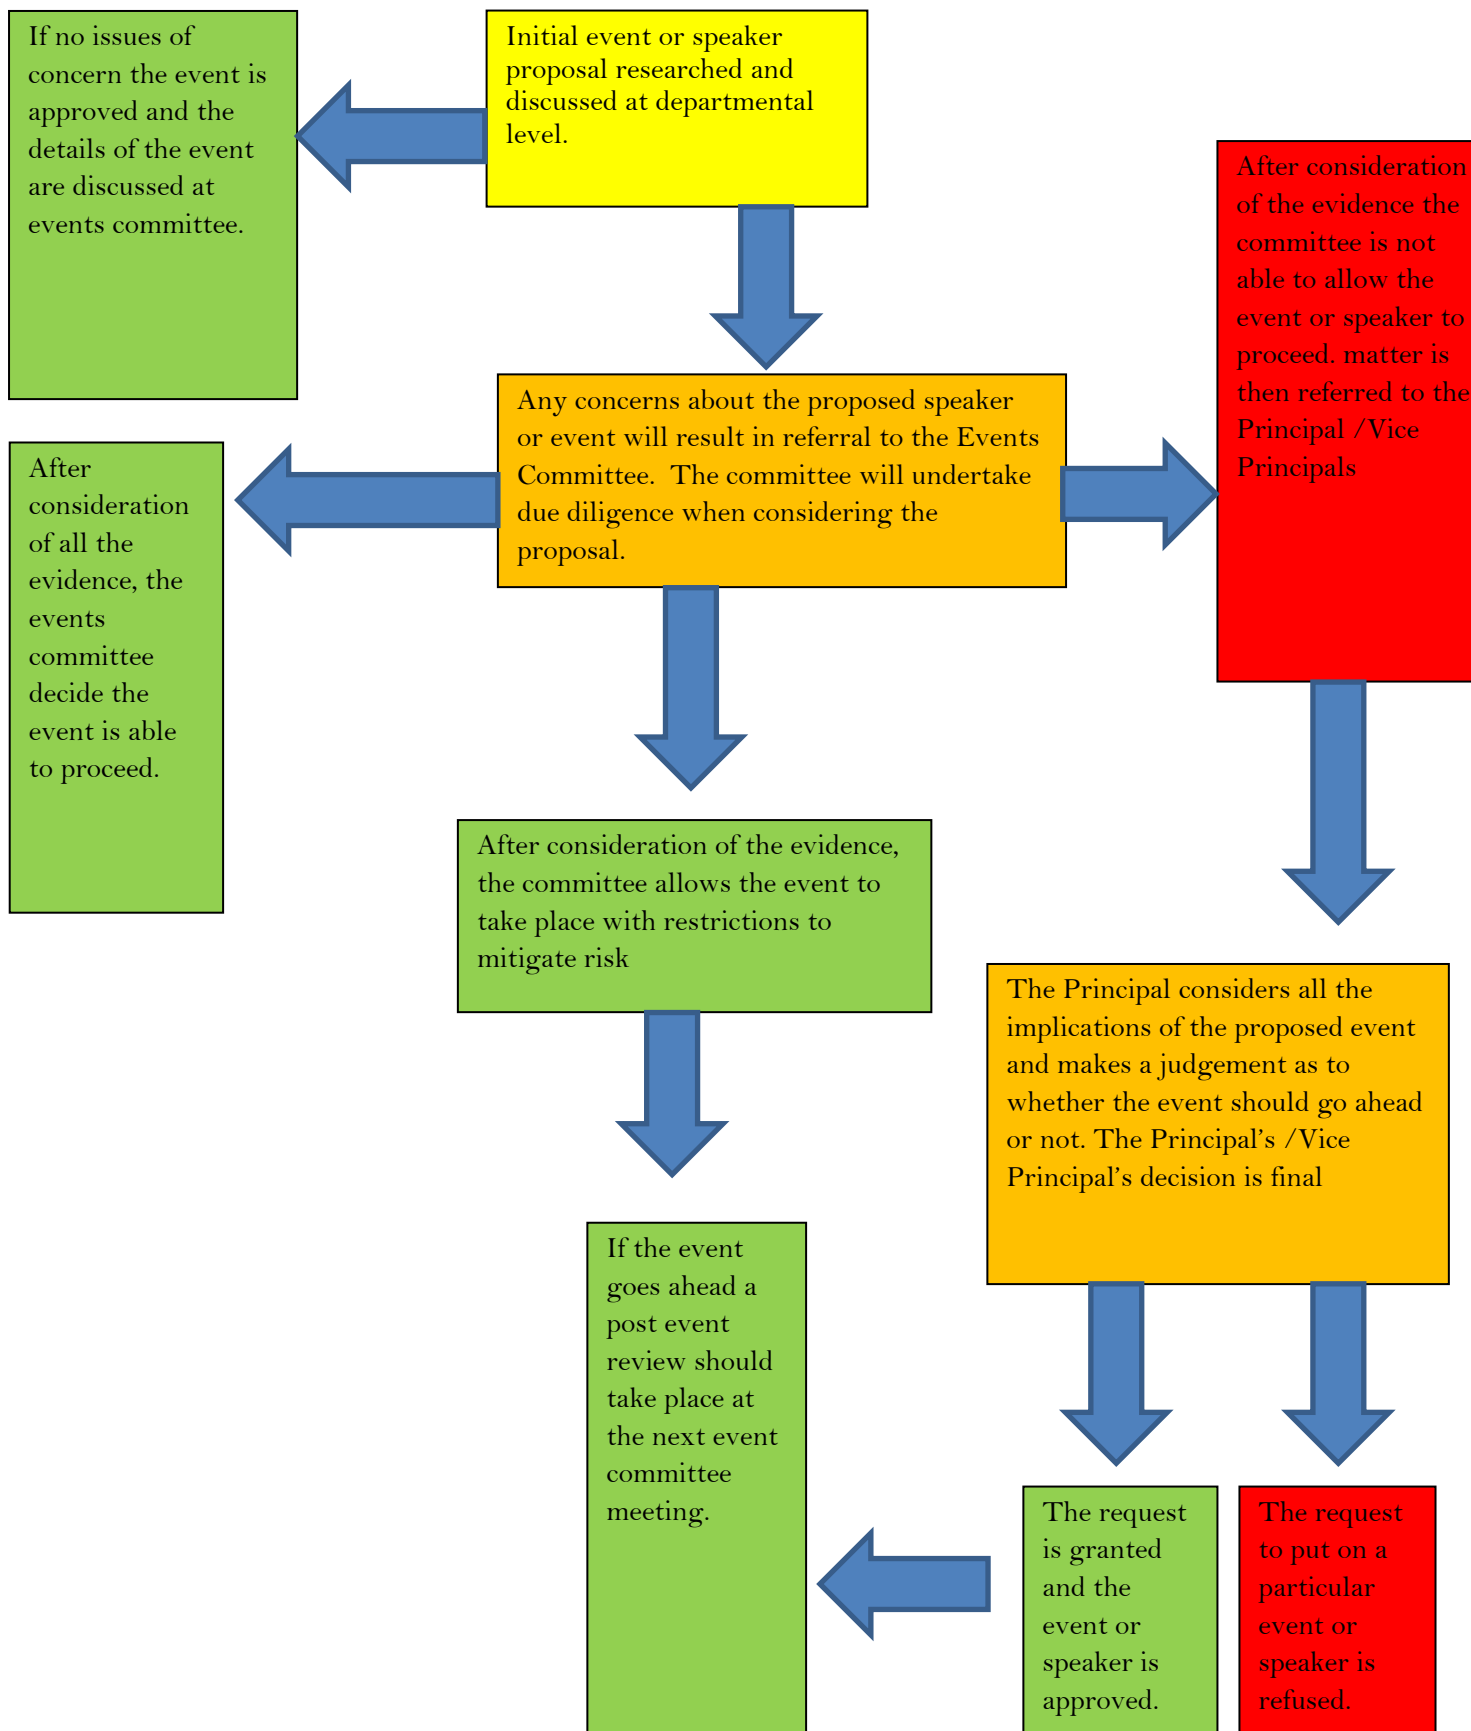 If no issues of
concern the event is
approved and the
details of the event
are discussed at
events committee.
Initial event or speaker
proposal researched and
discussed at departmental
level.
After consideration
of the evidence the
committee is not
able to allow the
event or speaker to
proceed. matter is
then referred to the
Principal /Vice
Principals
Any concerns about the proposed speaker
or event will result in referral to the Events
Committee.  The committee will undertake
due diligence when considering the
proposal.
After
consideration
of all the
evidence, the
events
committee
decide the
event is able
to proceed.
After consideration of the evidence,
the committee allows the event to
take place with restrictions to
mitigate risk
The Principal considers all the
implications of the proposed event
and makes a judgement as to
whether the event should go ahead
or not. The Principal’s /Vice
Principal’s decision is final
If the event
goes ahead a
post event
review should
take place at
the next event
committee
meeting.
The request
is granted
and the
event or
speaker is
approved.
The request
to put on a
particular
event or
speaker is
refused.